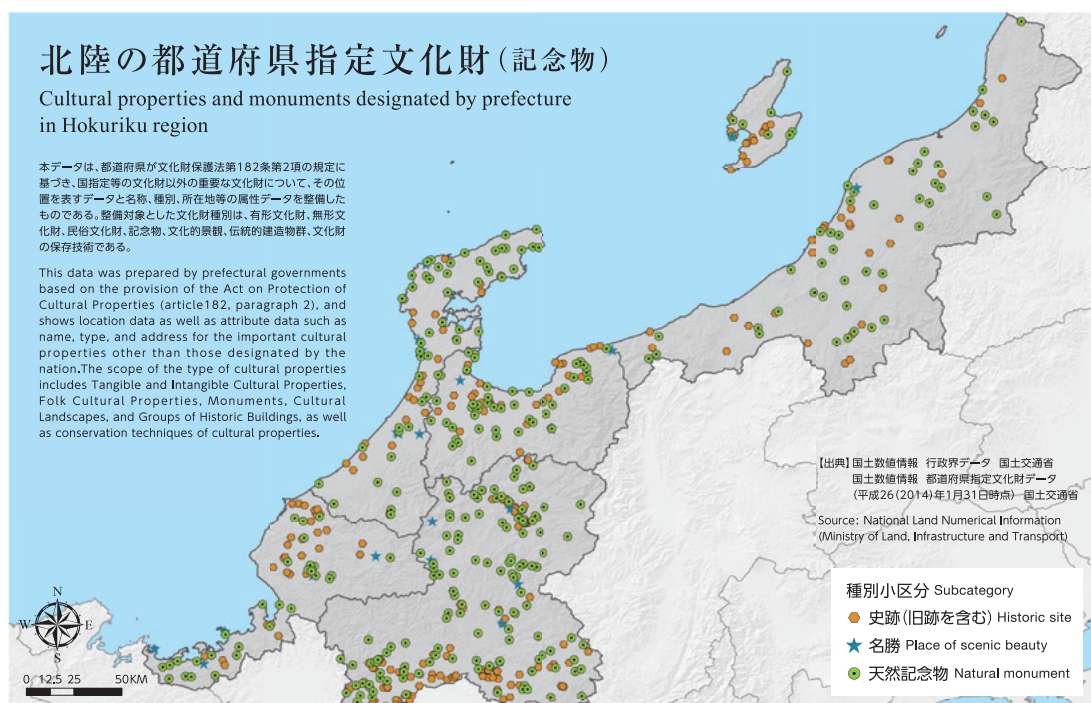 北陸の都道府県指定文化財(記念物)
Cultural properties and monuments designated by prefecture
in Hokuriku region
本データは、都道府県が文化財保護法第182条第2項の規定に
基づき、国指定等の文化財以外の重要な文化財について、その位
置を表すデータと名称、種別、所在地等の属性データを整備した
ものである。整備対象とした文化財種別は、有形文化財、無形文
化財、民俗文化財、記念物、文化的景観、伝統的建造物群、文化財
の保存技術である。
This data was prepared by prefectural governments
based on the provision of the Act on Protection of
Cultural Properties (article182, paragraph 2), and
shows location data as well as attribute data such as
name, type, and address for the important cultural
properties other than those designated by the
nation.The scope of the type of cultural properties
includes Tangible and Intangible Cultural Properties,
Folk Cultural Properties, Monuments, Cultural
Landscapes, and Groups of Historic Buildings, as well
as conservation techniques of cultural properties.
【出典】国土数値情報 行政界データ 国土交通省
国土数値情報 都道府県指定文化財データ
(平成26(2014)年1月31日時点) 国土交通省
Source: National Land Numerical Information
(Ministry of Land, Infrastructure and Transport)
種別小区分 Subcategory
史跡(旧跡を含む) Historic site
名勝 Place of scenic beauty
天然記念物 Natural monument
N
W E
S
0 12.5 25 50KM